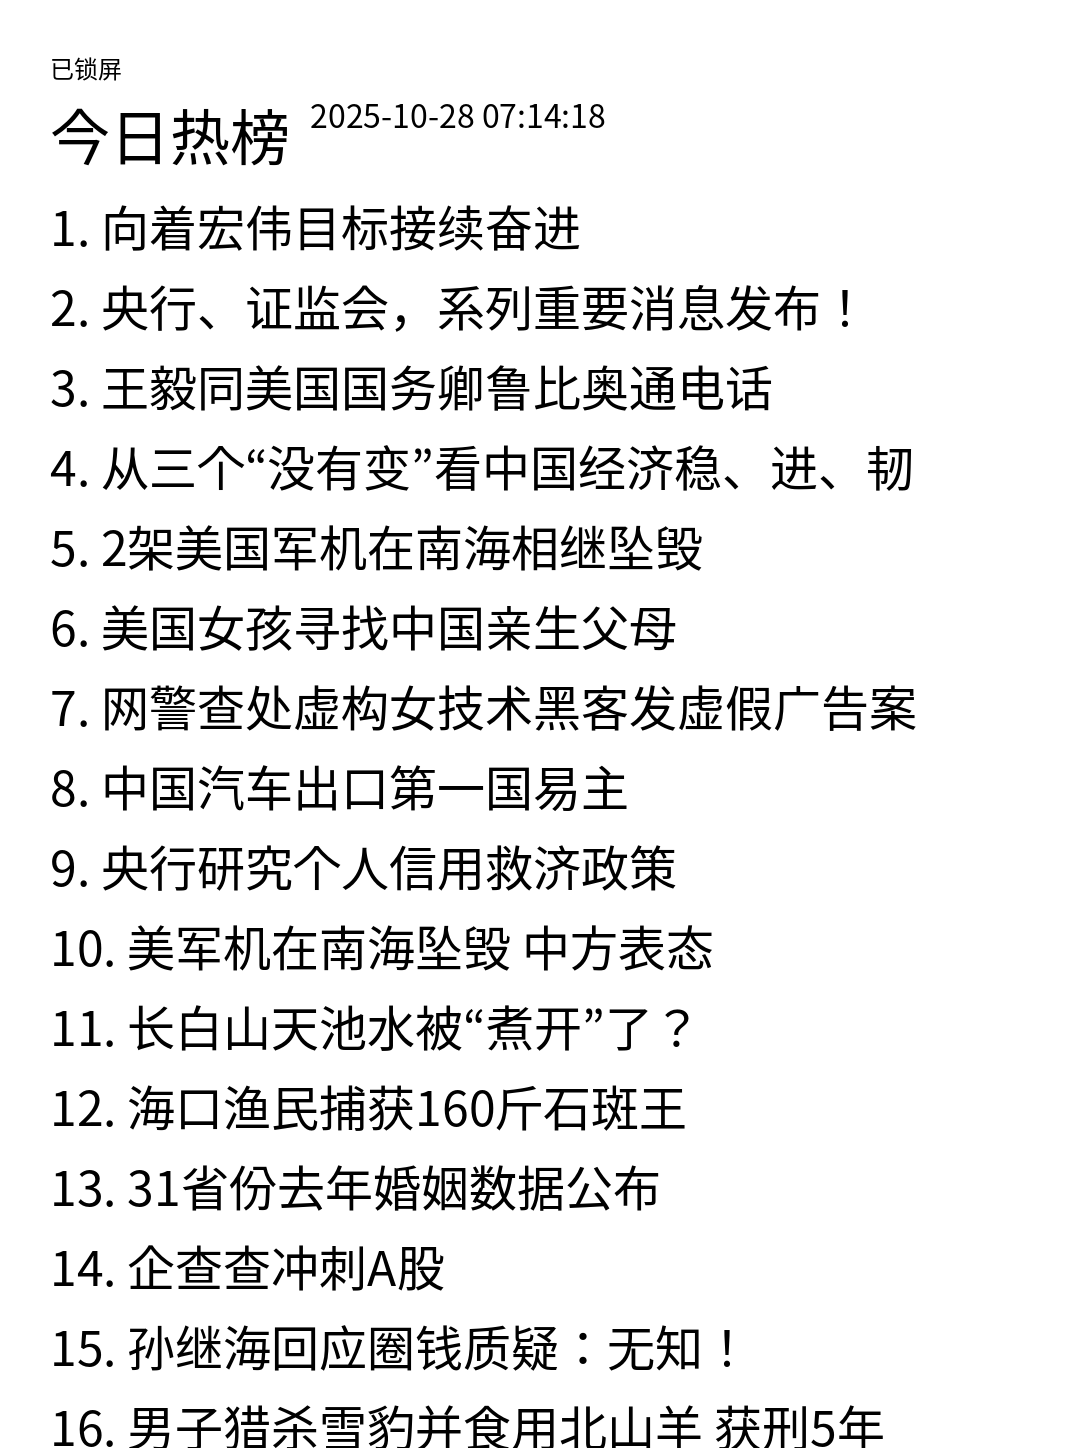 已锁屏
今日热榜 2025-10-28 07:14:18
1. 向着宏伟目标接续奋进
2. 央行、证监会，系列重要消息发布！
3. 王毅同美国国务卿鲁比奥通电话
4. 从三个“没有变”看中国经济稳、进、韧
5. 2架美国军机在南海相继坠毁
6. 美国女孩寻找中国亲生父母
7. 网警查处虚构女技术黑客发虚假广告案
8. 中国汽车出口第一国易主
9. 央行研究个人信用救济政策
10. 美军机在南海坠毁 中方表态
11. 长白山天池水被“煮开”了？
12. 海口渔民捕获160斤石斑王
13. 31省份去年婚姻数据公布
14. 企查查冲刺A股
15. 孙继海回应圈钱质疑：无知！
16. 男子猎杀雪豹并食用北山羊 获刑5年